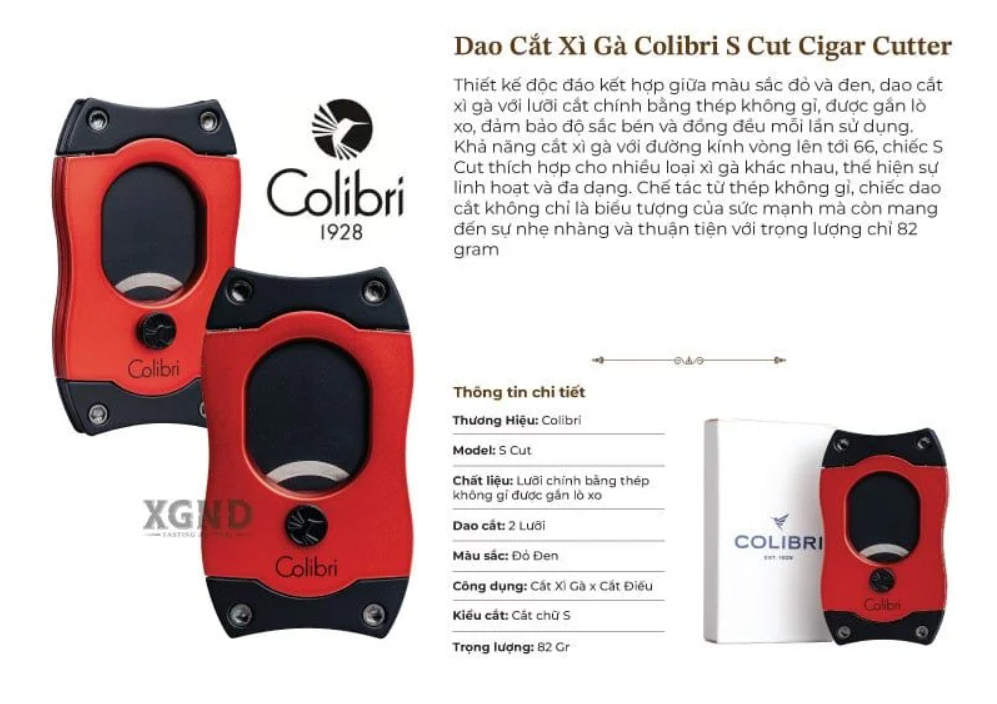 Dao Cắt Xì Gà Colibri S Cut Cigar Cutter
Thiết kế độc đáo kết hợp giữa màu sắc đỏ và đen, dao cắt
xì gà với lưỡi cắt chính bằng thép không gỉ, được gắn lò
xo, đảm bảo độ sắc bén và đồng đều mỗi lần sử dụng.
Khả năng cắt xì gà với đường kính vòng lên tới 66, chiếc S
Cut thích hợp cho nhiều loại xì gà khác nhau, thể hiện sự
linh hoạt và đa dạng. Chế tác từ thép không gỉ, chiếc dao
cắt không chỉ là biểu tượng của sức mạnh mà còn mang
đến sự nhẹ nhàng và thuận tiện với trọng lượng chỉ 82
gram
Colibri
1928
Colibri
Colibri
XGND
Thông tin chi tiết
Thương Hiệu: Colibri
Model: S Cut
Chất liệu: Lưỡi chính bằng thép
không gỉ được gắn lò xo
Dao cắt: 2 Lưỡi
Màu sắc: Đỏ Đen
Công dụng: Cắt Xì Gà x Cắt Điếu
Kiểu cắt: Cắt chữ S
Trọng lượng: 82 Gr
COLIBRI
EST. 1928
Colibri